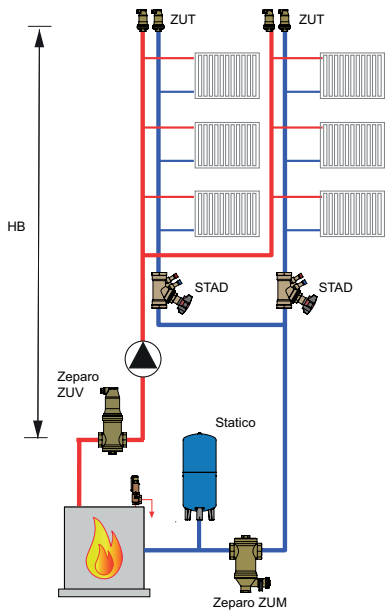 ZUT
ZUT
HB
STAD
STAD
Zeparo
ZUV
Statico
Zeparo ZUM